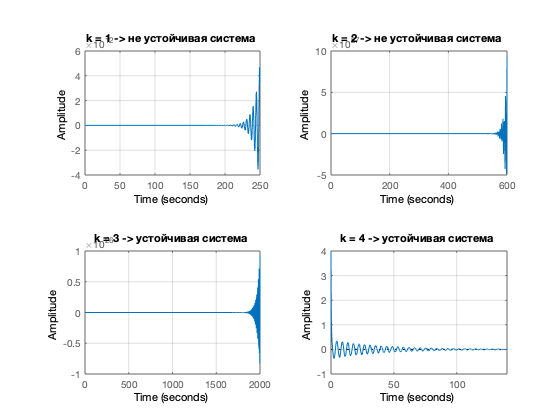 k = 1 -> не устойчивая система
k = 2 -> не устойчивая система
6
4
2
0
-2
-4
Amplitude
0 50 100 150 200 250
Time (seconds)
10
5
0
-5
Amplitude
0 200 400 600
Time (seconds)
k = 3 -> устойчивая система
k = 4 -> устойчивая система
1
0.5
0
-0.5
-1
Amplitude
0 500 1000 1500 2000
Time (seconds)
4
3
2
1
0
-1
Amplitude
0 50 100
Time (seconds)